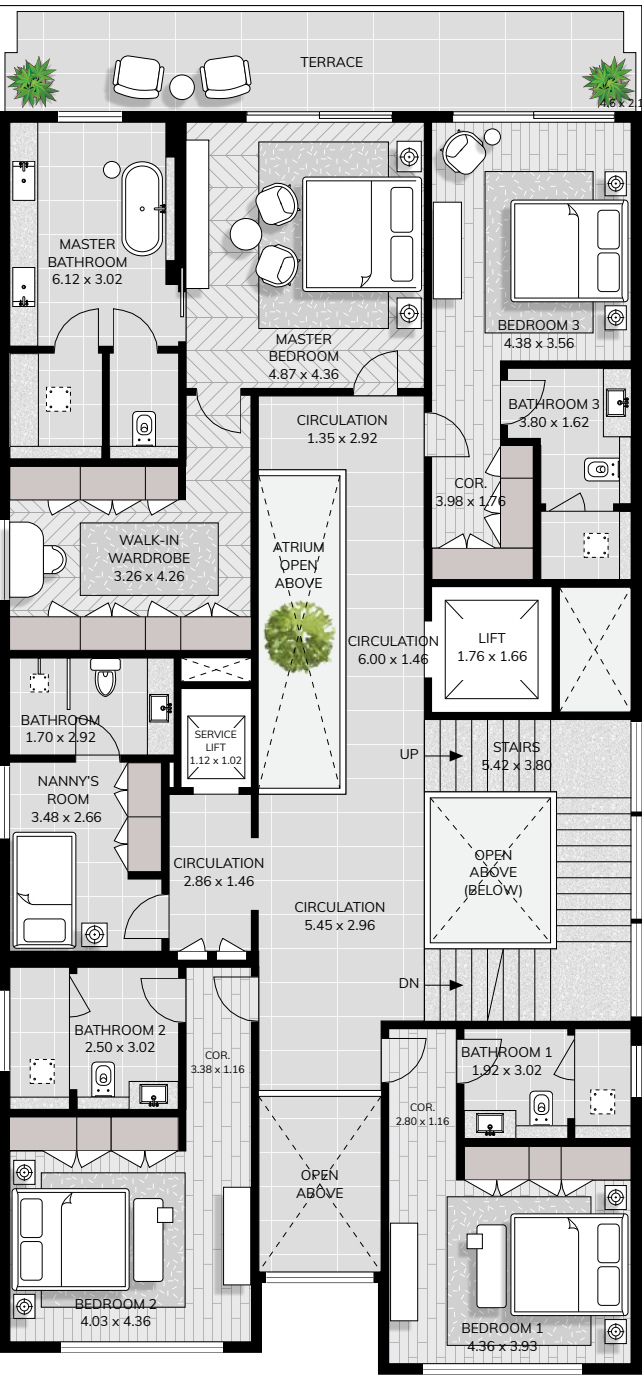 TERRACE
4.6 x 2.1
MASTER
BATHROOM
6.12 x 3.02
MASTER
BEDROOM
4.87 x 4.36
BEDROOM 3
4.38 x 3.56
BATHROOM 3
3.80 x 1.62
CIRCULATION
1.35 x 2.92
COR.
3.98 x 1.76
WALK-IN
WARDROBE
3.26 x 4.26
ATRIUM
OPEN
ABOVE
CIRCULATION
6.00 x 1.46
LIFT
1.76 x 1.66
BATHROOM
1.70 x 2.92
SERVICE
LIFT
1.12 x 1.02
UP
STAIRS
5.42 x 3.80
NANNY'S
ROOM
3.48 x 2.66
CIRCULATION
2.86 x 1.46
OPEN
ABOVE
(BELOW)
CIRCULATION
5.45 x 2.96
DN
BATHROOM 2
2.50 x 3.02
COR.
3.38 x 1.16
BATHROOM 1
1.92 x 3.02
COR.
2.80 x 1.16
OPEN
ABOVE
BEDROOM 2
4.03 x 4.36
BEDROOM 1
4.36 x 3.93